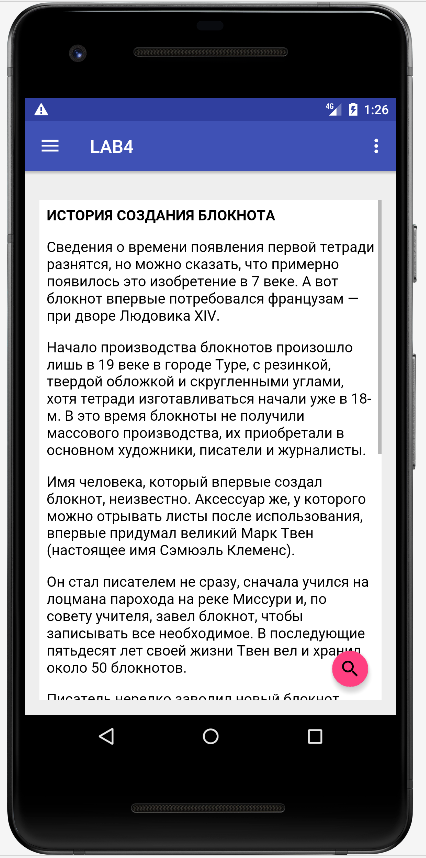 4G 1:26
LAB4
ИСТОРИЯ СОЗДАНИЯ БЛОКНОТА
Сведения о времени появления первой тетради
разнятся, но можно сказать, что примерно
появилось это изобретение в 7 веке. А вот
блокнот впервые потребовался французам —
при дворе Людовика XIV.
Начало производства блокнотов произошло
лишь в 19 веке в городе Туре, с резинкой,
твердой обложкой и скругленными углами,
хотя тетради изготавливаться начали уже в 18-
м. В это время блокноты не получили
массового производства, их приобретали в
основном художники, писатели и журналисты.
Имя человека, который впервые создал
блокнот, неизвестно. Аксессуар же, у которого
можно отрывать листы после использования,
впервые придумал великий Марк Твен
(настоящее имя Сэмюэль Клеменс).
Он стал писателем не сразу, сначала учился на
лоцмана парохода на реке Миссури и, по
совету учителя, завел блокнот, чтобы
записывать все необходимое. В последующие
пятьдесят лет своей жизни Твен вел и хранил
около 50 блокнотов.
Писатель нередко заводил новый блокнот